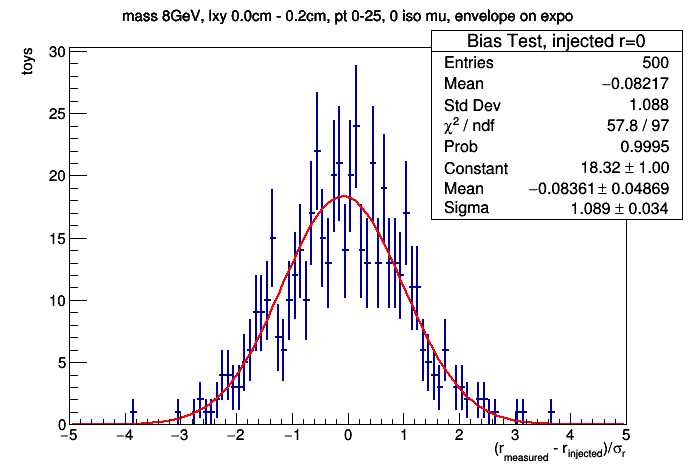 mass 8GeV, lxy 0.0cm - 0.2cm, pt 0-25, 0 iso mu, envelope on expo
Bias Test, injected r=0
Entries 500
Mean −0.08217
Std Dev 1.088
χ² / ndf 57.8 / 97
Prob 0.9995
Constant 18.32 ± 1.00
Mean −0.08361 ± 0.04869
Sigma 1.089 ± 0.034
toys
30
25
20
15
10
5
0
−5 −4 −3 −2 −1 0 1 2 3 4 5
(r_measured - r_injected)/σ_r